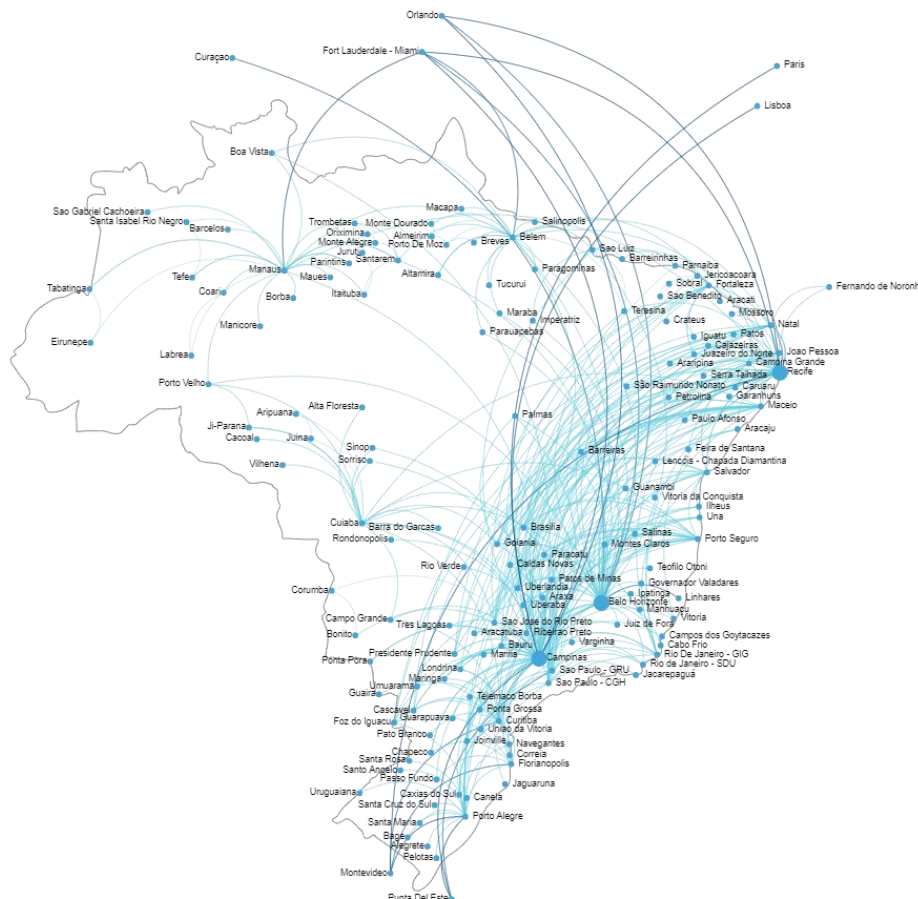 Orlando
Fort Lauderdale - Miami
Curaçao
Paris
Lisboa
Boa Vista
Macapa
Sao Gabriel Cachoeira
Santa Isabel Rio Negro
Barcelos
Trombetas
Monte Dourado
Salinopolis
Oriximina
Almeirim
Monte Alegre
Porto De Moz
Breves
Belem
Juruti
Sao Luiz
Parintins
Santarem
Barreirinhas
Manaus
Maues
Altamira
Paragominas
Parnaiba
Jericoacoara
Tabatinga
Tefe
Coari
Borba
Itaituba
Tucurui
Sobral
Fortaleza
Fernando de Noronh
Sao Benedito
Aracati
Maraba
Imperatriz
Teresina
Mossoro
Manicore
Parauapebas
Crateus
Natal
Eirunepe
Iguatu
Patos
Labrea
Cajazeiras
Juazeiro do Norte
Joao Pessoa
Araripina
Campina Grande
Porto Velho
Serra Talhada
Recife
São Raimundo Nonato
Caruaru
Petrolina
Garanhuns
Aripuana
Alta Floresta
Palmas
Maceio
Ji-Parana
Paulo Afonso
Cacoal
Juina
Aracaju
Sinop
Barreiras
Feira de Santana
Vilhena
Sorriso
Lencois - Chapada Diamantina
Salvador
Guanambi
Vitoria da Conquista
Ilheus
Una
Cuiaba
Barra do Garcas
Brasilia
Salinas
Rondonopolis
Goiania
Montes Claros
Porto Seguro
Paracatu
Rio Verde
Caldas Novas
Teofilo Otoni
Patos de Minas
Governador Valadares
Corumba
Uberlandia
Ipatinga
Araxa
Linhares
Uberaba
Belo Horizonte
Manhuacu
Campo Grande
Tres Lagoas
Sao Jose do Rio Preto
Juiz de Fora
Vitoria
Bonito
Aracatuba
Ribeirao Preto
Campos dos Goytacazes
Bauru
Varginha
Cabo Frio
Ponta Pora
Presidente Prudente
Marilia
Campinas
Rio De Janeiro - GIG
Londrina
Sao Paulo - GRU
Rio de Janeiro - SDU
Maringa
Sao Paulo - CGH
Jacarepaguá
Umuarama
Guaira
Telemaco Borba
Cascavel
Ponta Grossa
Foz do Iguacu
Guarapuava
Curitiba
Uniao da Vitoria
Pato Branco
Joinville
Navegantes
Chapeco
Correia
Santa Rosa
Florianopolis
Santo Angelo
Passo Fundo
Jaguaruna
Uruguaiana
Caxias do Sul
Canela
Santa Cruz do Sul
Santa Maria
Porto Alegre
Bage
Alegrete
Pelotas
Montevideo
Punta Del Este